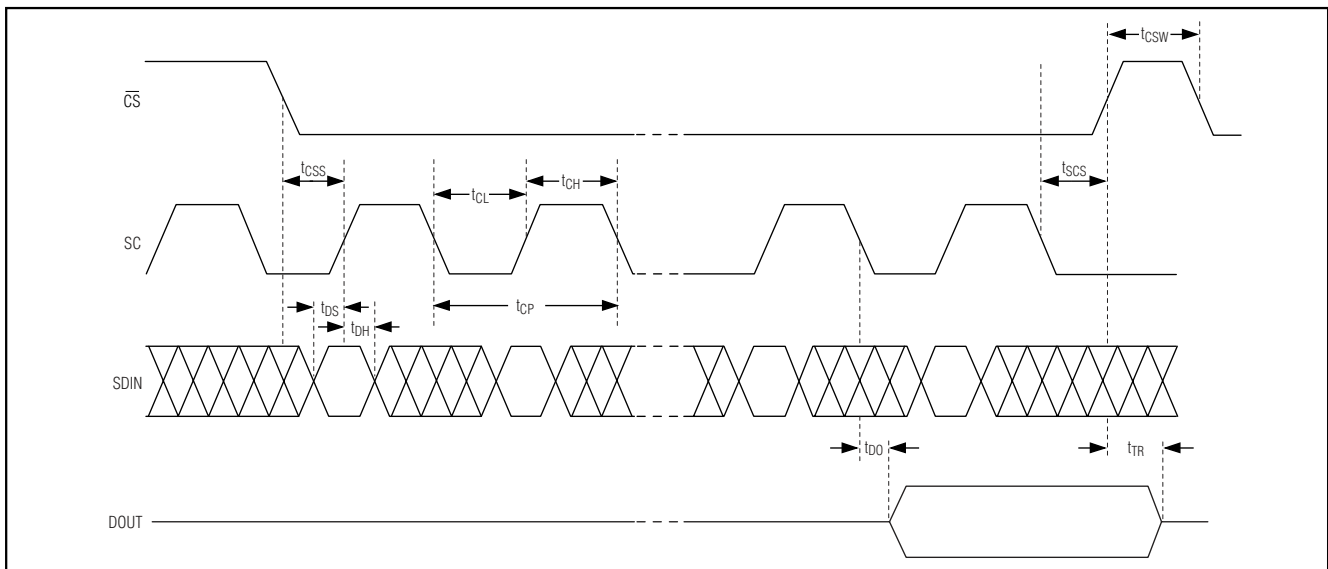 tCSW
CS
tCSS
tCL
tCH
tSCS
SC
tDS
tCP
tDH
SDIN
tDO
tTR
DOUT